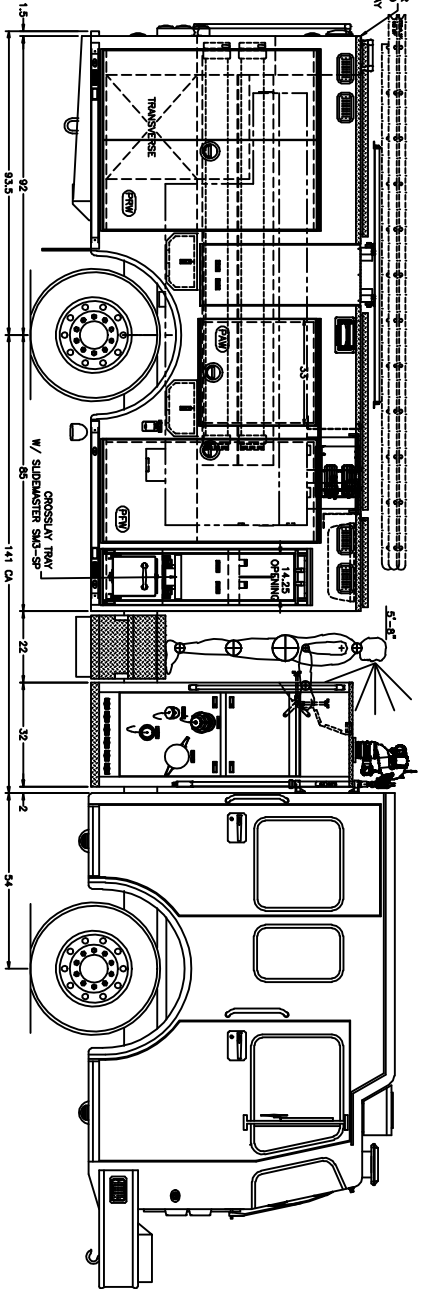 TRANSVERSE
PRW
PAW
33
PFW
14.25
OPENING
5'-8"
CROSSLAY TRAY
W/ SLIDEMASTER SM3-SP
1.5
92
85
22
32
2
54
93.5
141 CA